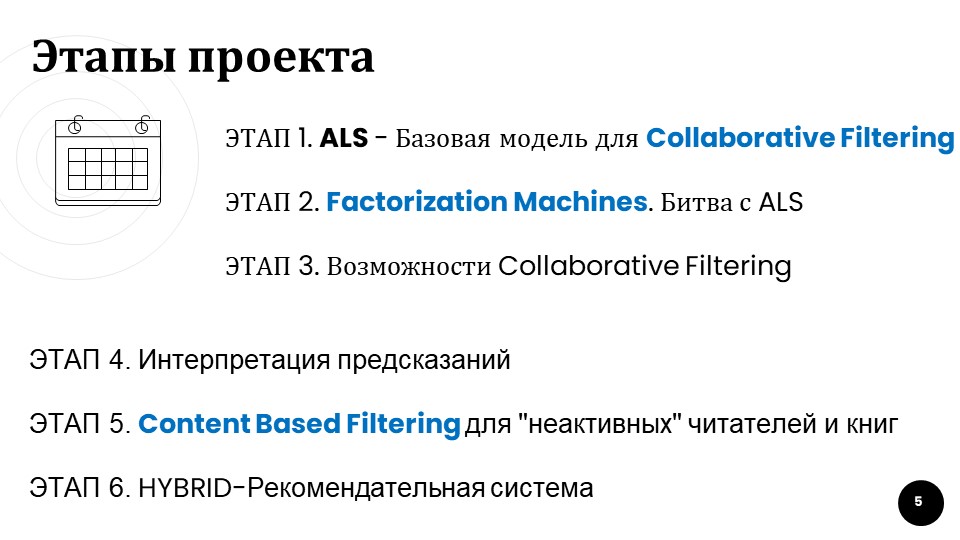 Этапы проекта
ЭТАП 1. ALS - Базовая модель для Collaborative Filtering
ЭТАП 2. Factorization Machines. Битва с ALS
ЭТАП 3. Возможности Collaborative Filtering
ЭТАП 4. Интерпретация предсказаний
ЭТАП 5. Content Based Filtering для "неактивных" читателей и книг
ЭТАП 6. HYBRID-Рекомендательная система
5